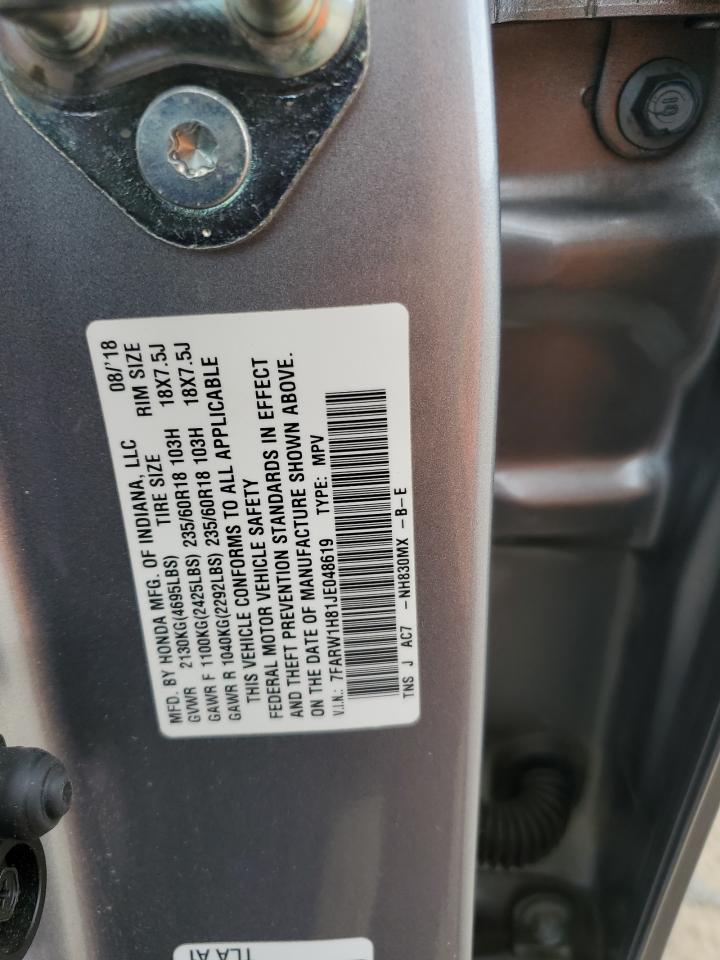 MFD. BY HONDA MFG. OF INDIANA, LLC 08/'18
TIRE SIZE RIM SIZE
GVWR 2130KG(4695LBS)
GAWR F 1100KG(2425LBS) 235/60R18 103H 18X7.5J
GAWR R 1040KG(2292LBS) 235/60R18 103H 18X7.5J
THIS VEHICLE CONFORMS TO ALL APPLICABLE
FEDERAL MOTOR VEHICLE SAFETY
AND THEFT PREVENTION STANDARDS IN EFFECT
ON THE DATE OF MANUFACTURE SHOWN ABOVE.
V.I.N.: 7FARW1H81JE048619 TYPE: MPV
TNS J AC7 -NH830MX -B-E